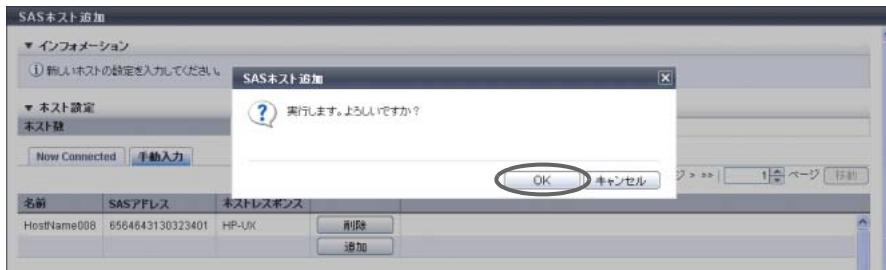 SASホスト追加
▼ インフォメーション
新しいホストの設定を入力してください。
SASホスト追加
実行します。よろしいですか？
OK
キャンセル
▼ ホスト設定
ホスト数
Now Connected
手動入力
ジ > >> |
1
ページ
移動
名前
SASアドレス
ホストレスポンス
HostName008
6564643130323401
HP-UX
削除
追加